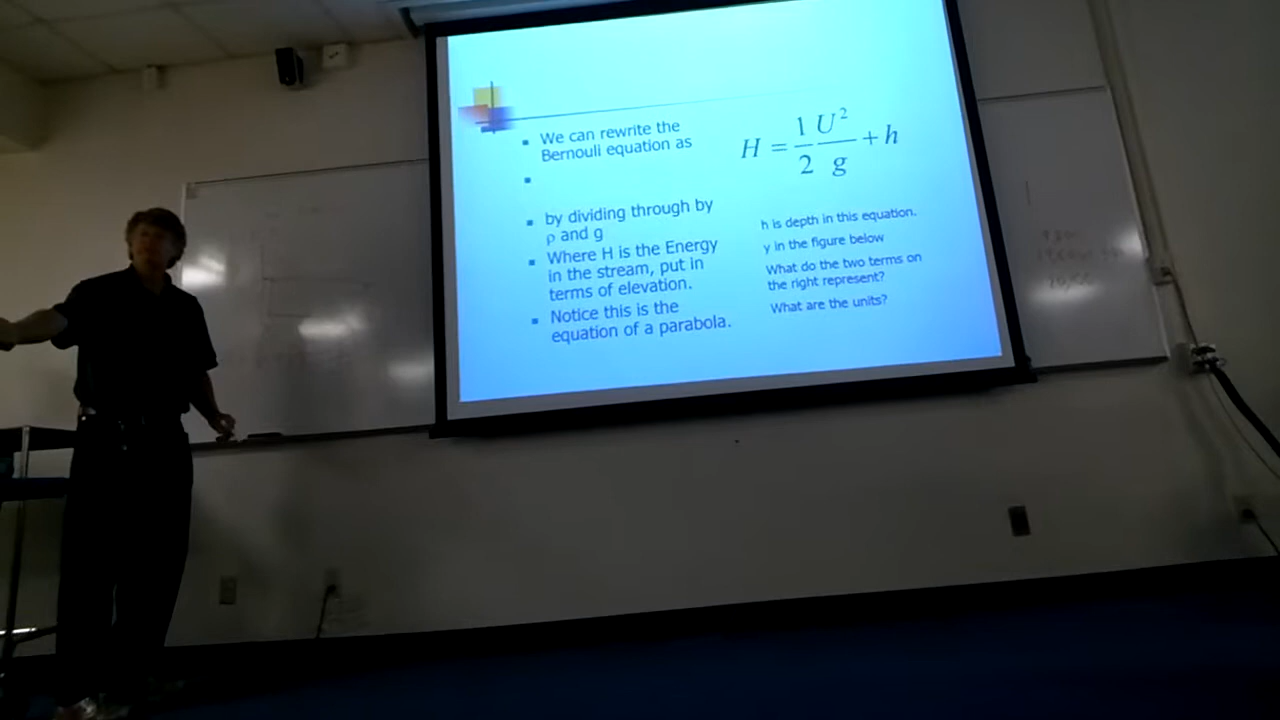 We can rewrite the
Bernouli equation as
H = 1/2 U²/g + h
by dividing through by
ρ and g
Where H is the Energy
in the stream, put in
terms of elevation.
Notice this is the
equation of a parabola.
h is depth in this equation.
y in the figure below
What do the two terms on
the right represent?
What are the units?